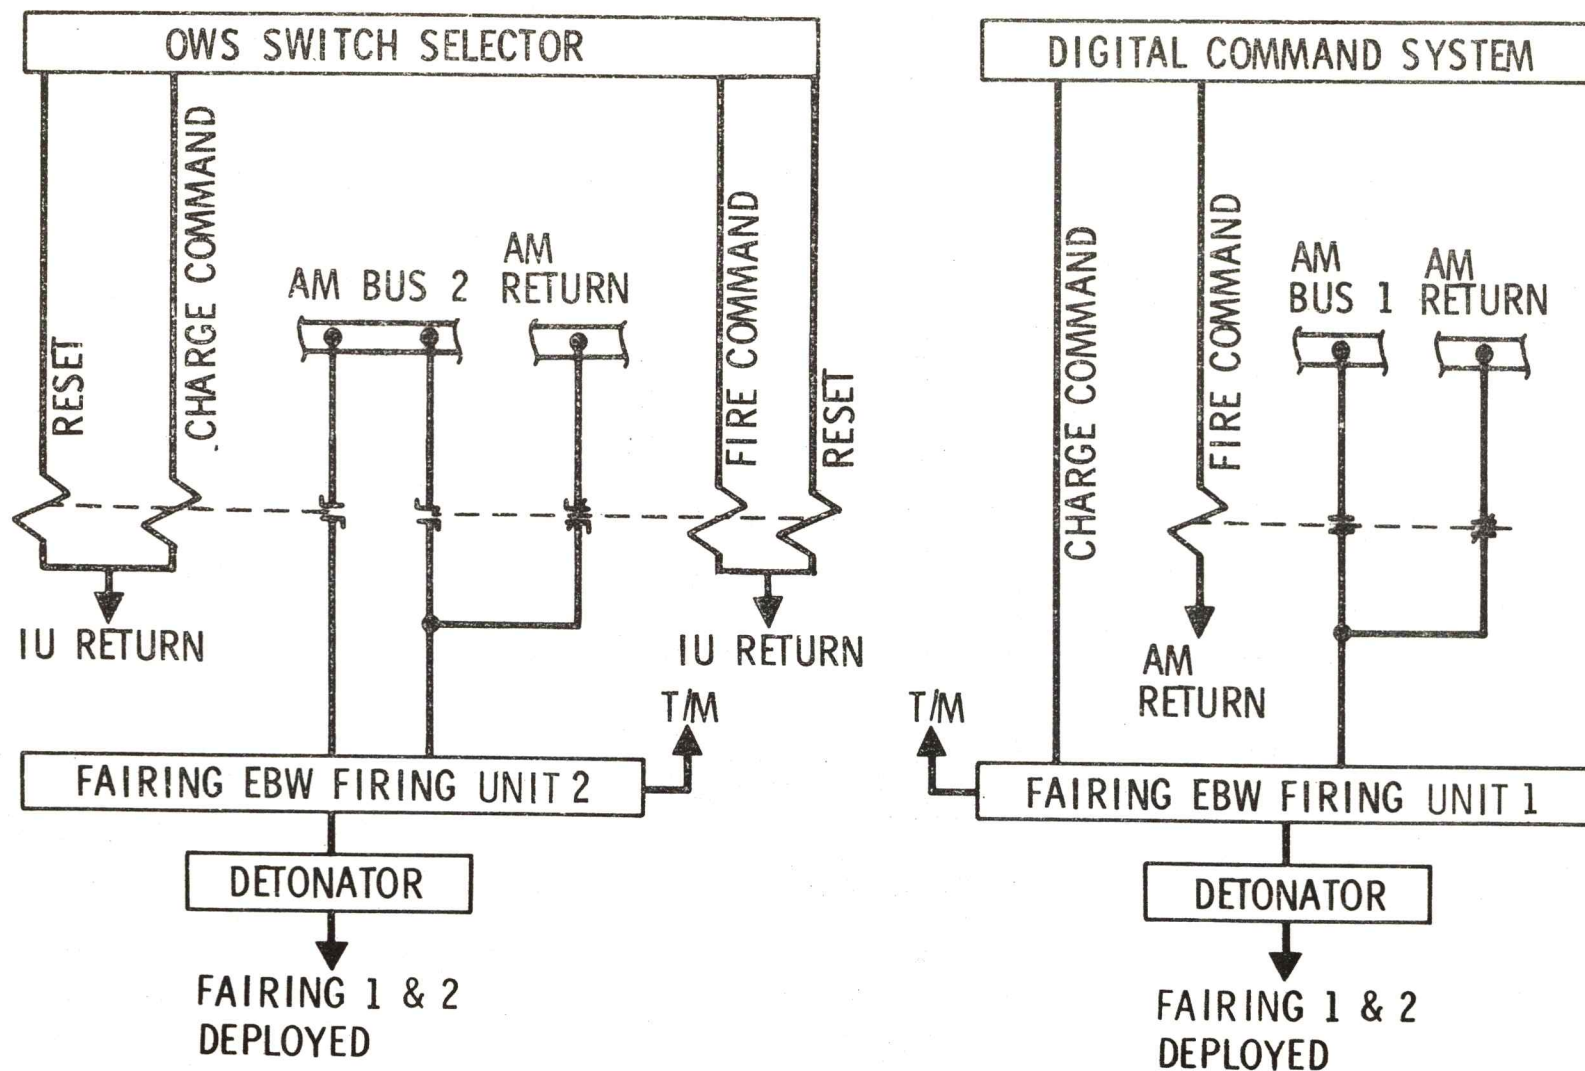 OWS SWITCH SELECTOR
RESET
CHARGE COMMAND
AM BUS 2
AM
RETURN
FIRE COMMAND
RESET
IU RETURN
IU RETURN
T/M
FAIRING EBW FIRING UNIT 2
DETONATOR
FAIRING 1 & 2
DEPLOYED
DIGITAL COMMAND SYSTEM
CHARGE COMMAND
FIRE COMMAND
AM
BUS 1
AM
RETURN
AM
RETURN
T/M
FAIRING EBW FIRING UNIT 1
DETONATOR
FAIRING 1 & 2
DEPLOYED